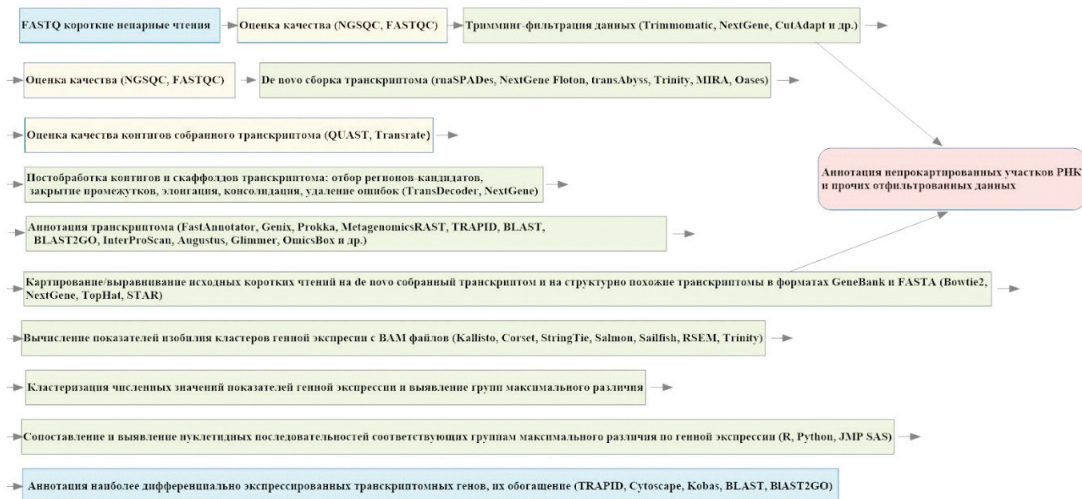 FASTQ короткие непарные чтения
Оценка качества (NGSQC, FASTQC)
Тримминг-фильтрация данных (Trimmomatic, NextGene, CutAdapt и др.)
Оценка качества (NGSQC, FASTQC)
De novo сборка транскриптома (rnaSPADes, NextGene Floton, transAbyss, Trinity, MIRA, Oases)
Оценка качества контигов собранного транскриптома (QUAST, Transrate)
Аннотация непрокартированных участков РНК
и прочих отфильтрованных данных
Постобработка контигов и скаффолдов транскриптома: отбор регионов-кандидатов,
закрытие промежутков, элонгация, консолидация, удаление ошибок (TransDecoder, NextGene)
Аннотация транскриптома (FastAnnotator, Genix, Prokka, MetagenomicsRAST, TRAPID, BLAST,
BLAST2GO, InterProScan, Augustus, Glimmer, OmicsBox и др.)
Картирование/выравнивание исходных коротких чтений на de novo собранный транскриптом и на структурно похожие транскриптомы в форматах GeneBank и FASTA (Bowtie2,
NextGene, TopHat, STAR)
Вычисление показателей изобилия кластеров генной экспресии с BAM файлов (Kallisto, Corset, StringTie, Salmon, Sailfish, RSEM, Trinity)
Кластеризация численных значений показателей генной экспрессии и выявление групп максимального различия
Сопоставление и выявление нуклетидных последовательностей соответствующих группам максимального различия по генной экспрессии (R, Python, JMP SAS)
Аннотация наиболее дифференциально экспрессированных транскриптомных генов, их обогащение (TRAPID, Cytoscape, Kobas, BLAST, BlAST2GO)